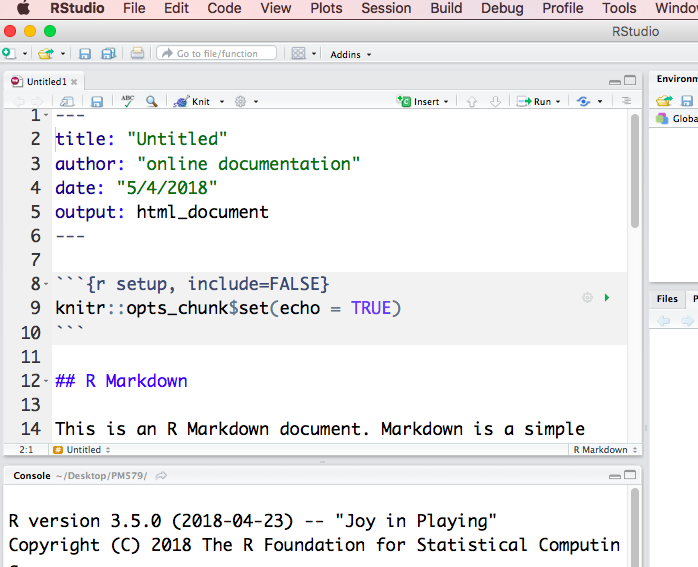 RStudio File Edit Code View Plots Session Build Debug Profile Tools Window
RStudio
Go to file/function Addins
Untitled1 Environm
ABC Knit Insert Run
Globa
1 ---
2 title: "Untitled"
3 author: "online documentation"
4 date: "5/4/2018"
5 output: html_document
6 ---
7
8 ```{r setup, include=FALSE}
9 knitr::opts_chunk$set(echo = TRUE)
10 ```
Files P
11
12 ## R Markdown
13
14 This is an R Markdown document. Markdown is a simple
2:1 # Untitled R Markdown
Console ~/Desktop/PM579/
R version 3.5.0 (2018-04-23) -- "Joy in Playing"
Copyright (C) 2018 The R Foundation for Statistical Computin